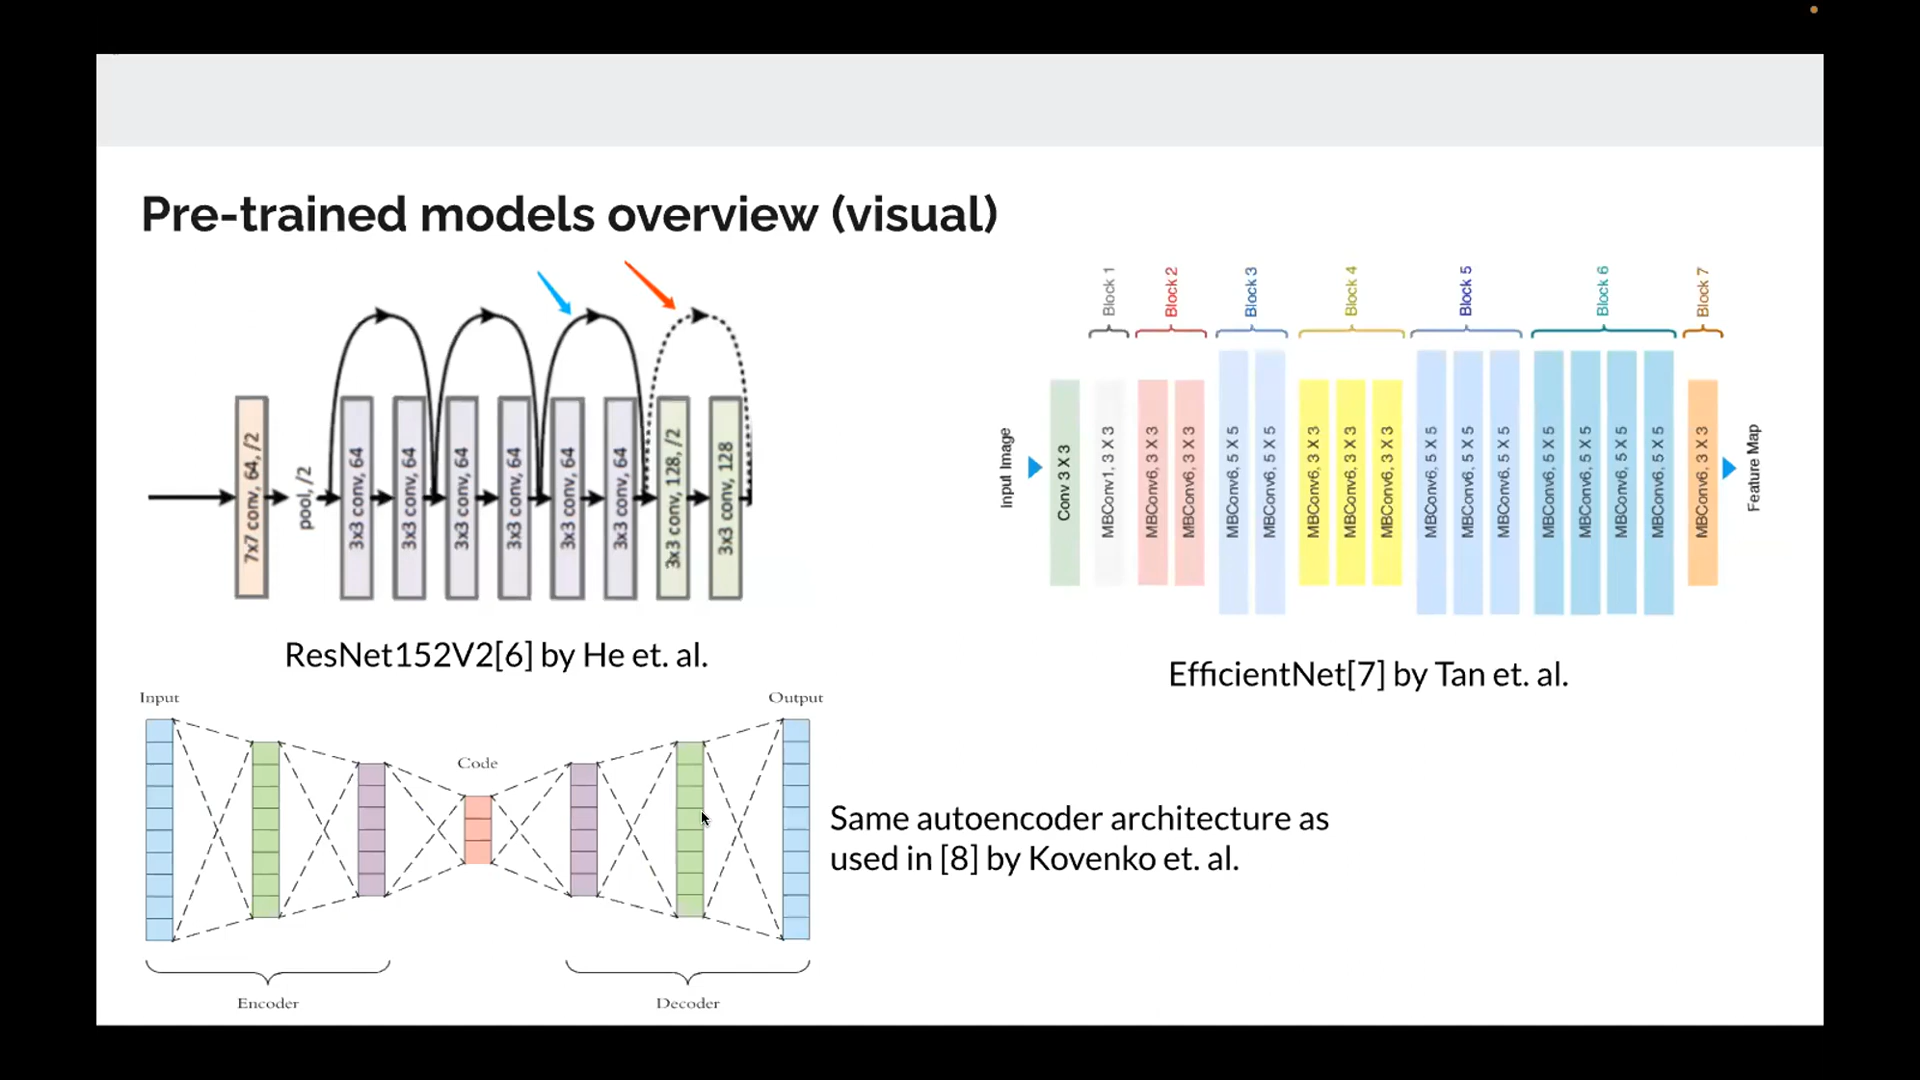 Pre-trained models overview (visual)
7x7 conv, 64, /2
pool, /2
3x3 conv, 64
3x3 conv, 64
3x3 conv, 64
3x3 conv, 64
3x3 conv, 64
3x3 conv, 64
3x3 conv, 128, /2
3x3 conv, 128
ResNet152V2[6] by He et. al.
Block 1
Block 2
Block 3
Block 4
Block 5
Block 6
Block 7
Input Image
Conv 3 X 3
MBConv1, 3 X 3
MBConv6, 3 X 3
MBConv6, 3 X 3
MBConv6, 5 X 5
MBConv6, 5 X 5
MBConv6, 3 X 3
MBConv6, 3 X 3
MBConv6, 3 X 3
MBConv6, 5 X 5
MBConv6, 5 X 5
MBConv6, 5 X 5
MBConv6, 5 X 5
MBConv6, 5 X 5
MBConv6, 5 X 5
MBConv6, 5 X 5
MBConv6, 3 X 3
Feature Map
EfficientNet[7] by Tan et. al.
Input
Output
Code
Encoder
Decoder
Same autoencoder architecture as
used in [8] by Kovenko et. al.